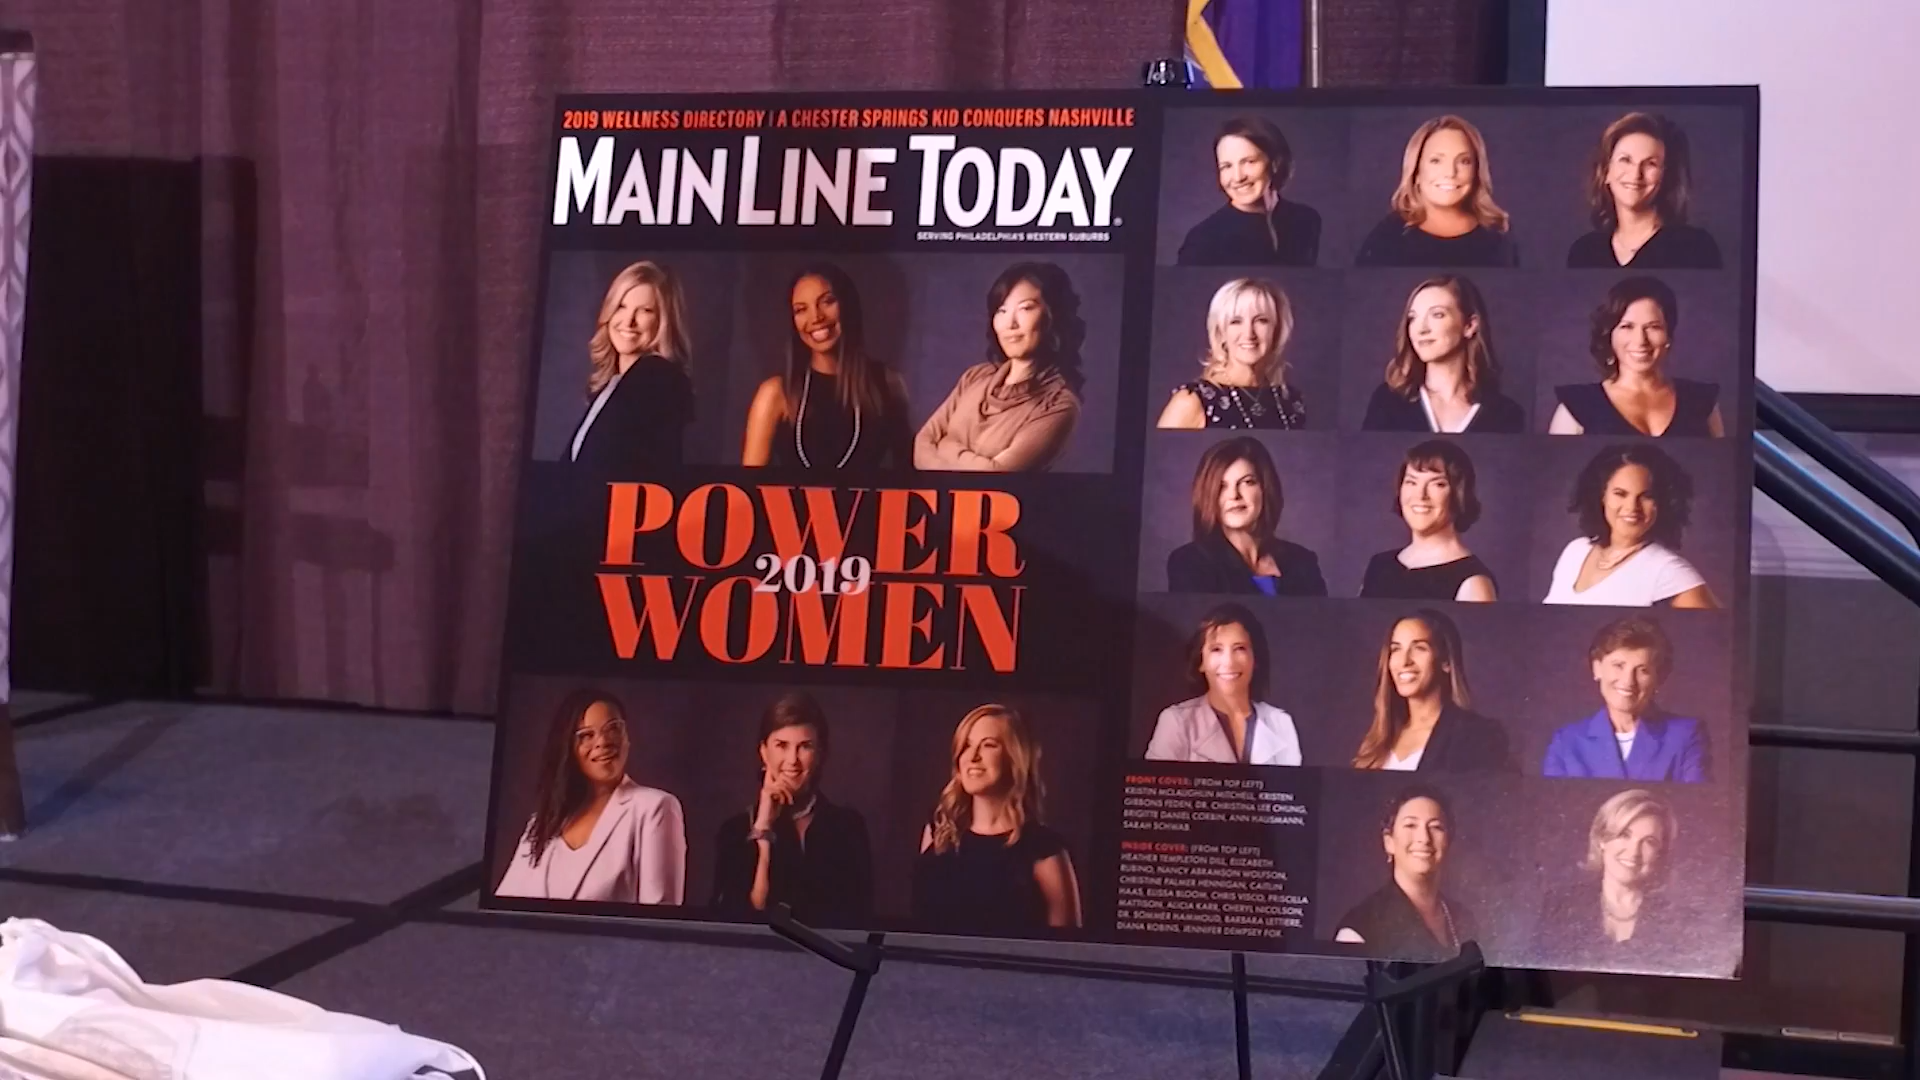 2019 WELLNESS DIRECTORY | A CHESTER SPRINGS KID CONQUERS NASHVILLE
MAIN LINE TODAY
SERVING PHILADELPHIA'S WESTERN SUBURBS
POWER
2019
WOMEN
FRONT COVER: (FROM TOP LEFT)
KRISTIN MCLAUGHLIN MITCHELL, KRISTEN
GIBBONS FEDEN, DR. CHRISTINA LEE CHUNG,
BRIGITTE DANIEL CORBIN, ANN HAUSMANN,
SARAH SCHWAB
INSIDE COVER: (FROM TOP LEFT)
HEATHER TEMPLETON DILL, ELIZABETH
RUBINO, NANCY ABRAMSON WOLFSON,
CHRISTINE PALMER HENNIGAN, CAITLIN
HAAS, ELISSA BLOOM, CHRIS VISCO, PRISCILLA
MATTISON, ALICIA KARR, CHERYL NICOLSON,
DR. SOMMER HAMMOUD, BARBARA LETTIERE,
DIANA ROBINS, JENNIFER DEMPSEY FOX